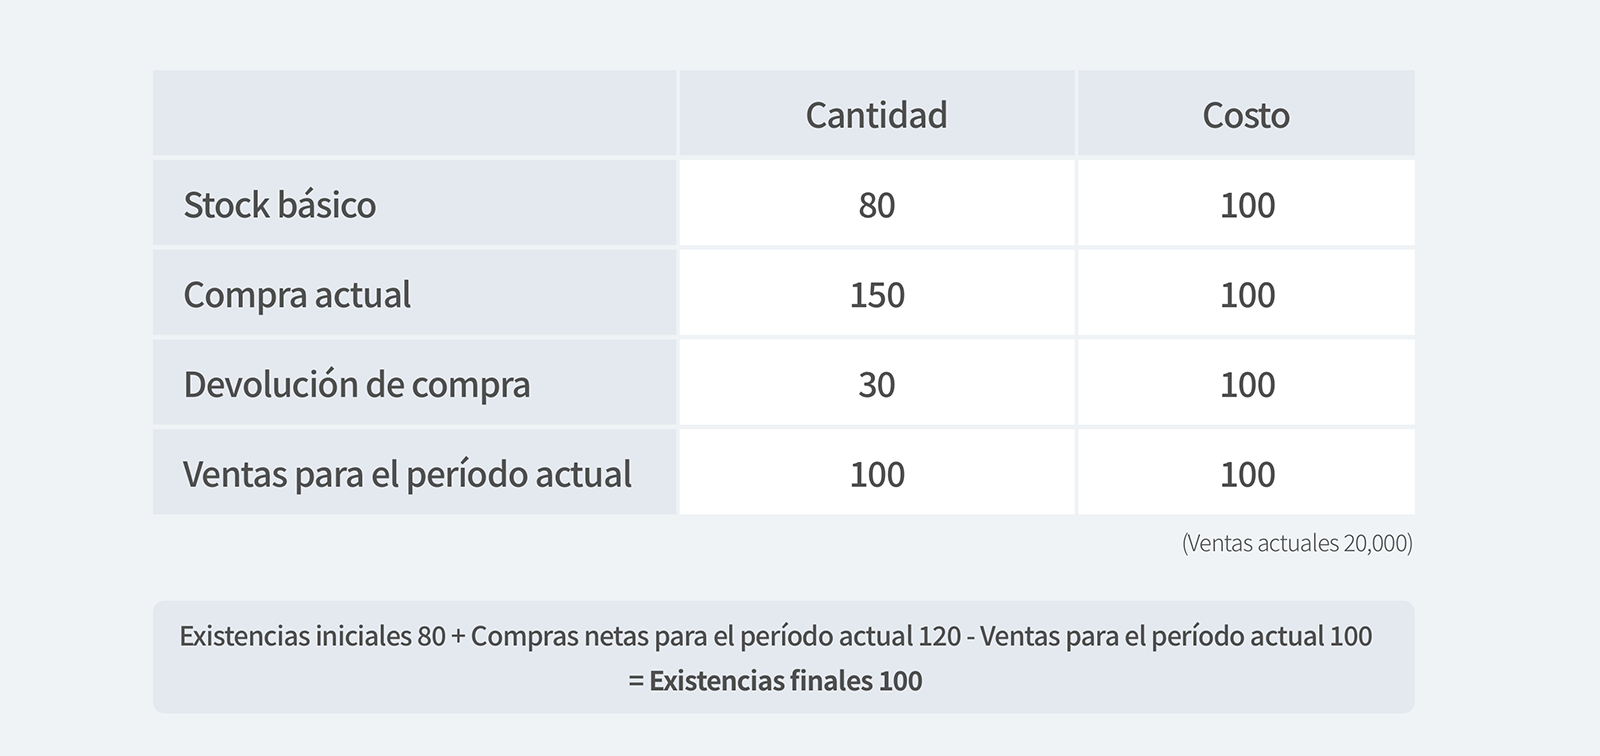 Cantidad Costo
Stock básico 80 100
Compra actual 150 100
Devolución de compra 30 100
Ventas para el período actual 100 100
(Ventas actuales 20,000)
Existencias iniciales 80 + Compras netas para el período actual 120 - Ventas para el período actual 100
= Existencias finales 100